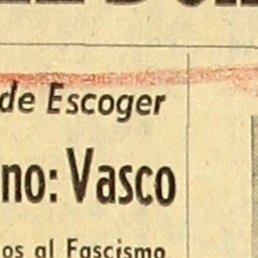 de Escoger
no: Vasco
os al Fascismo